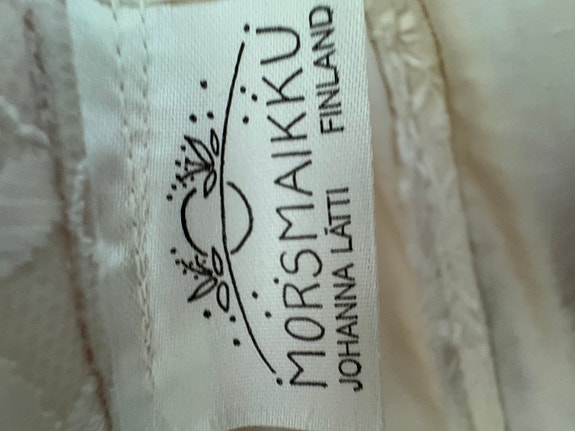 MORSMAIKKU
JOHANNA LÄTTI FINLAND